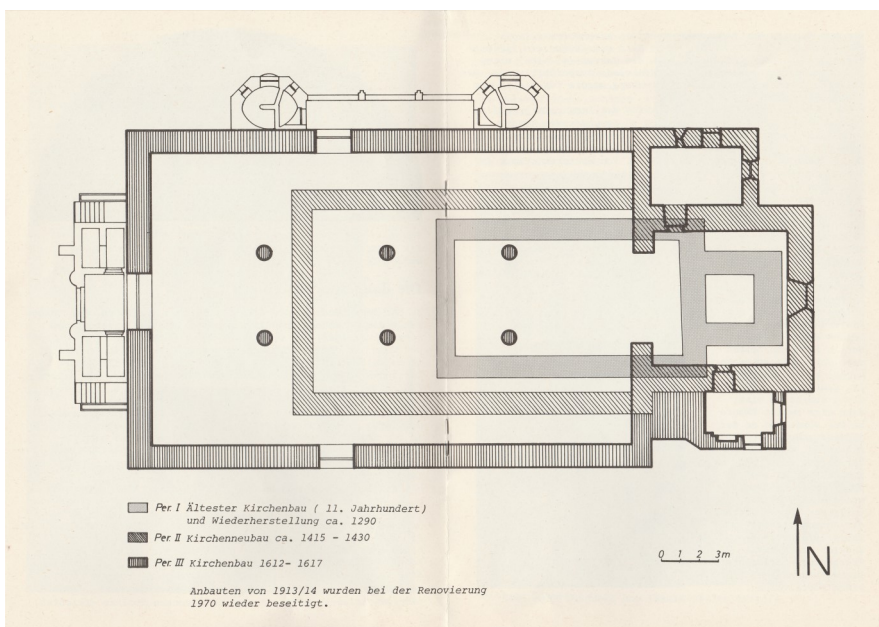 Per. I Ältester Kirchenbau ( 11. Jahrhundert)
und Wiederherstellung ca. 1290
Per. II Kirchenneubau ca. 1415 - 1430
Per. III Kirchenbau 1612- 1617
Anbauten von 1913/14 wurden bei der Renovierung
1970 wieder beseitigt.
0 1 2 3m
N